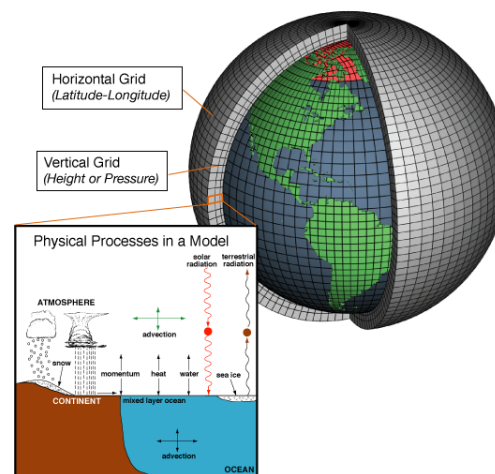 Horizontal Grid
(Latitude-Longitude)
Vertical Grid
(Height or Pressure)
Physical Processes in a Model
solar
radiation
terrestrial
radiation
ATMOSPHERE
advection
snow
momentum
heat
water
sea ice
CONTINENT
mixed layer ocean
advection
OCEAN